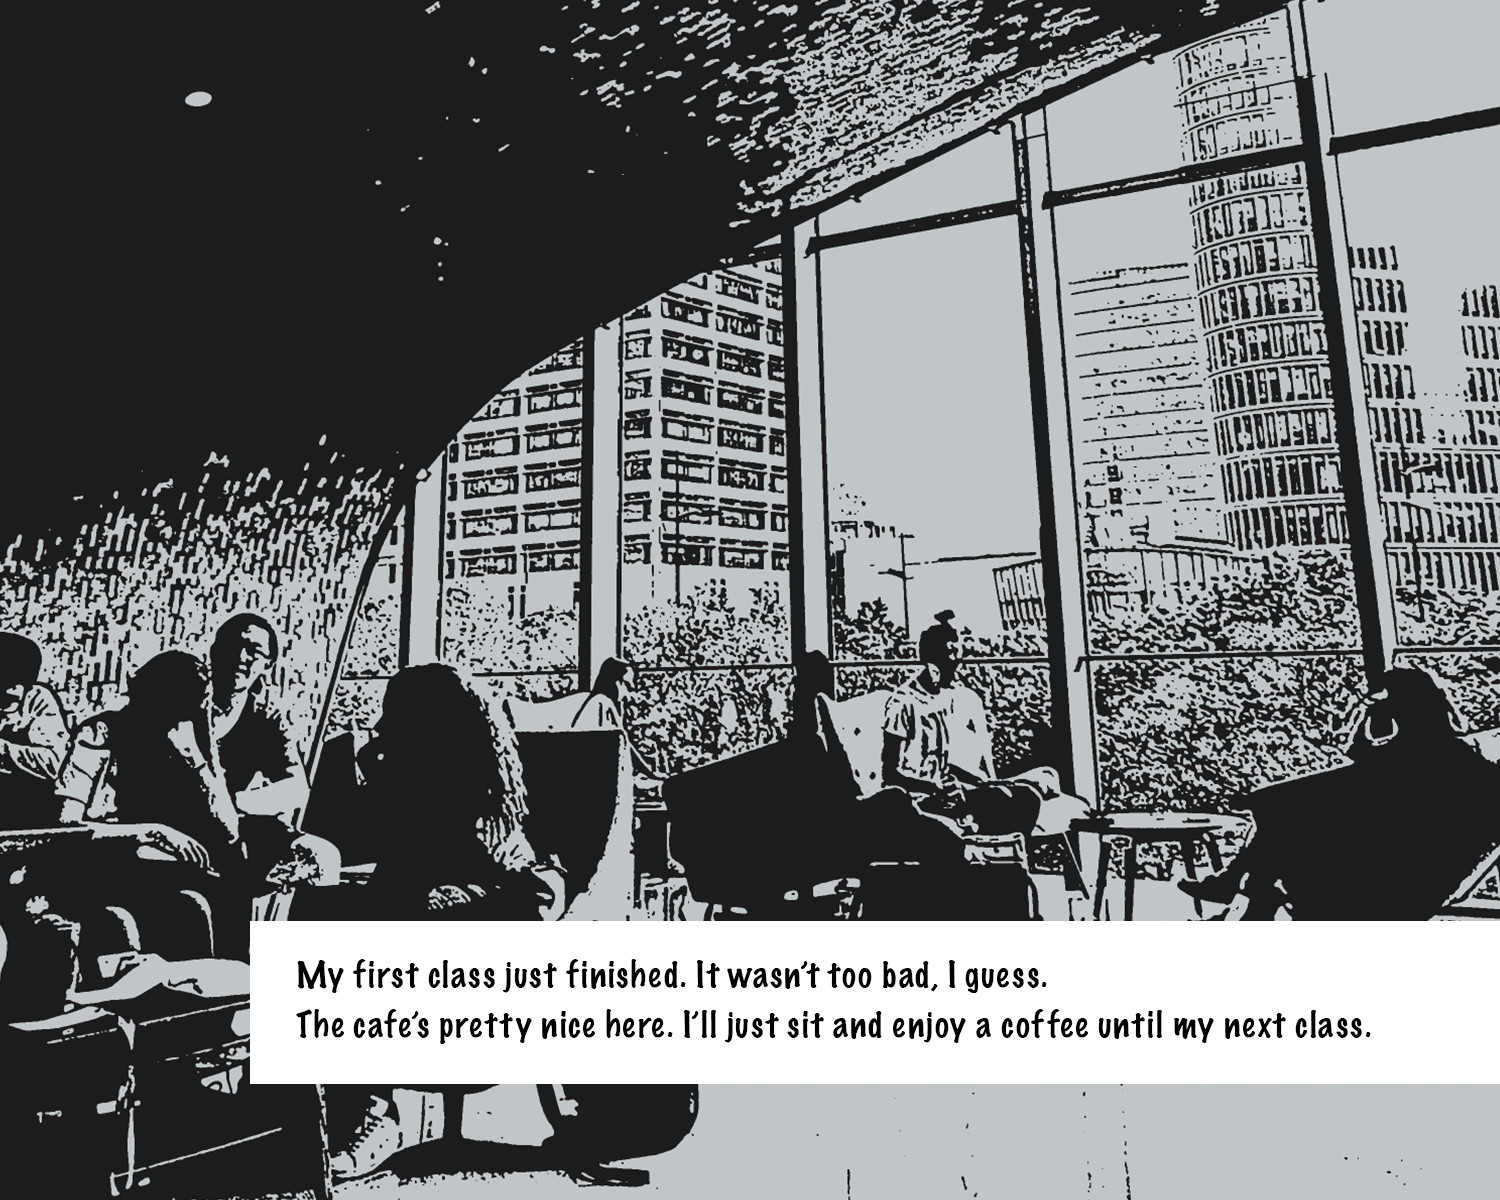 My first class just finished. It wasn't too bad, I guess.
The cafe's pretty nice here. I'll just sit and enjoy a coffee until my next class.